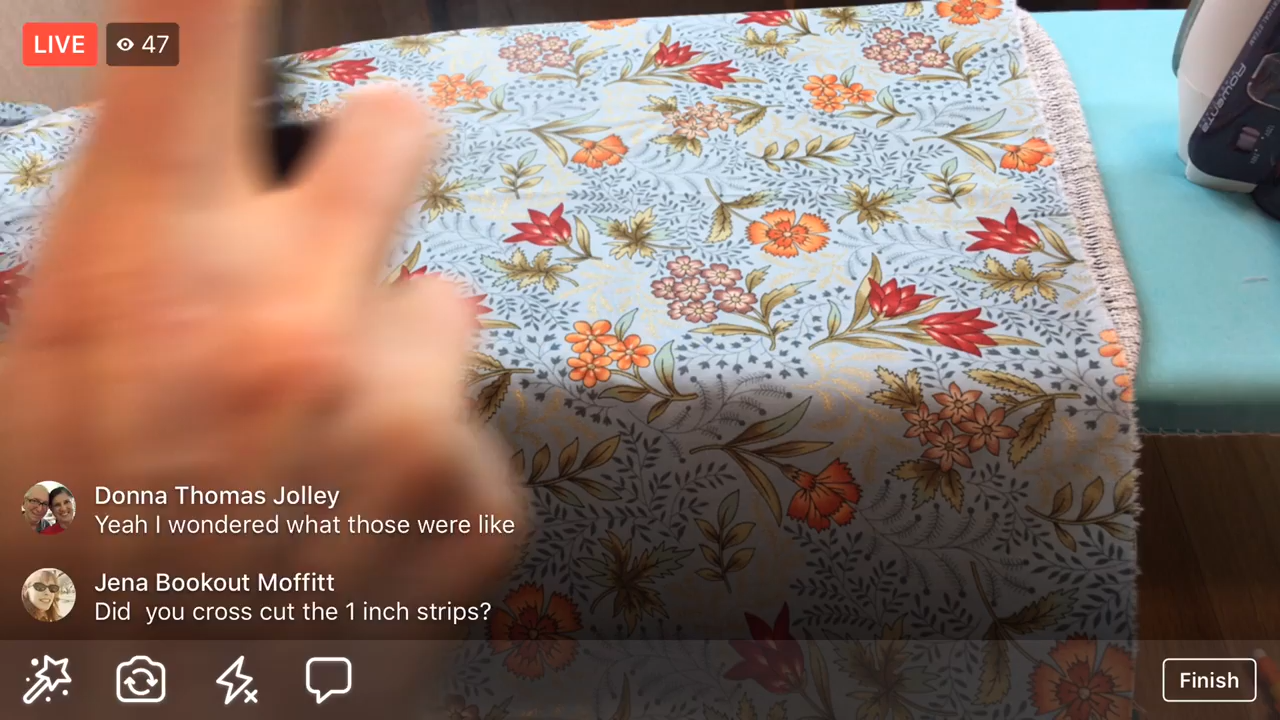 LIVE 47
Rowenta
Donna Thomas Jolley
Yeah I wondered what those were like
Jena Bookout Moffitt
Did you cross cut the 1 inch strips?
Finish